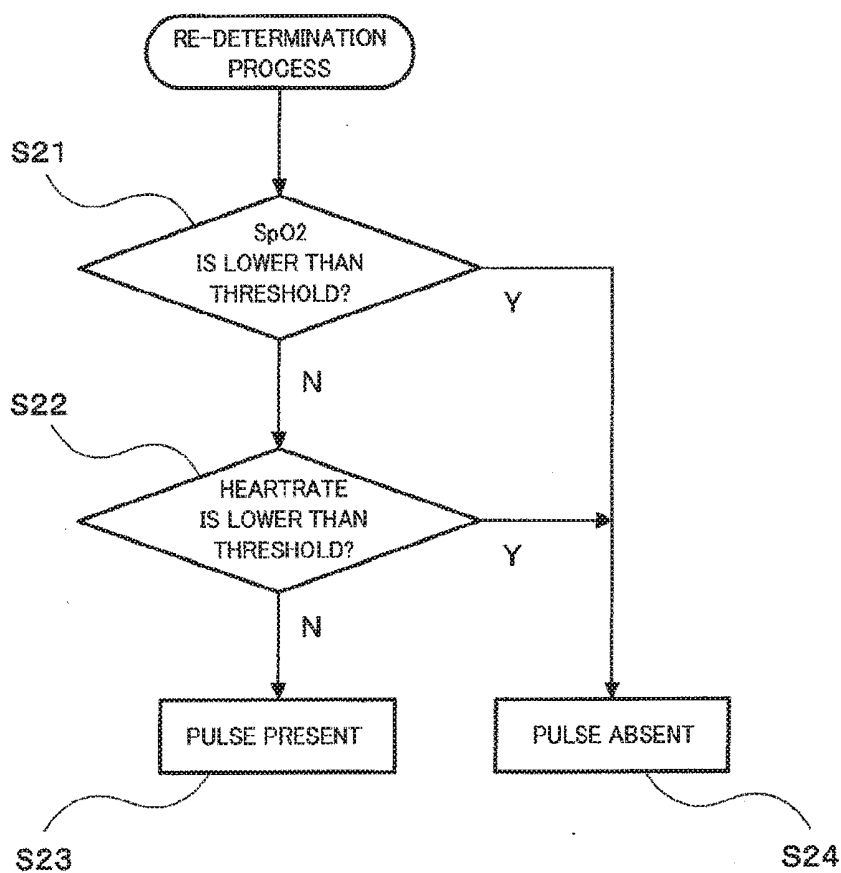 RE-DETERMINATION
PROCESS
S21
SpO2
IS LOWER THAN
THRESHOLD?
Y
N
S22
HEARTRATE
IS LOWER THAN
THRESHOLD?
Y
N
PULSE PRESENT
PULSE ABSENT
S23
S24